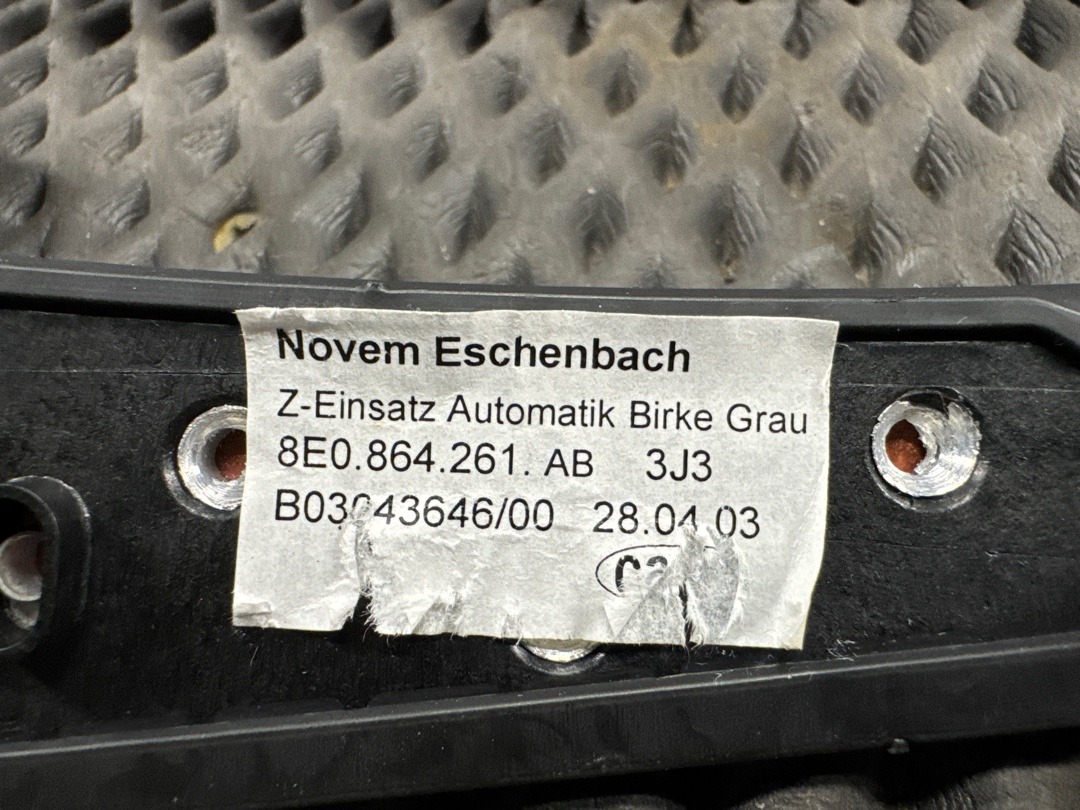 Novem Eschenbach
Z-Einsatz Automatik Birke Grau
8E0.864.261. AB 3J3
28.04.03